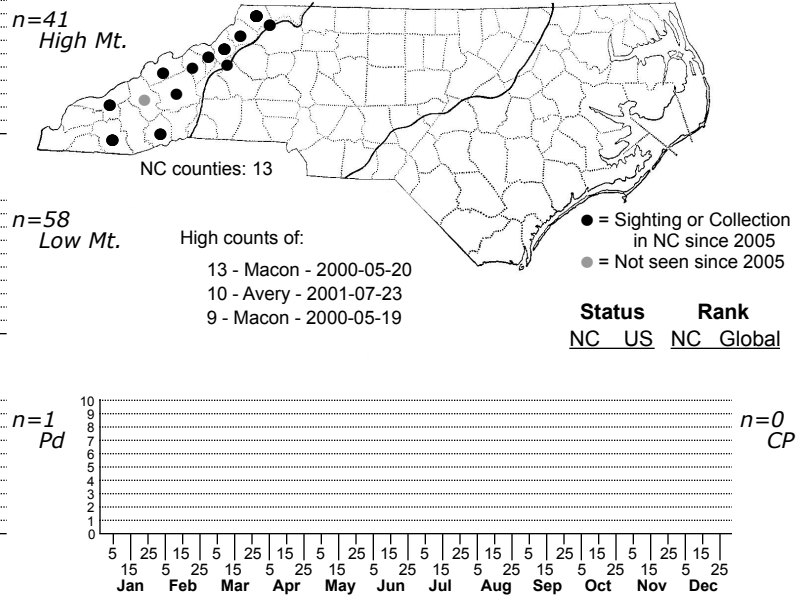 n=41
High Mt.
NC counties: 13
n=58
Low Mt.
High counts of:
13 - Macon - 2000-05-20
10 - Avery - 2001-07-23
9 - Macon - 2000-05-19
= Sighting or Collection
in NC since 2005
= Not seen since 2005
Status Rank
NC US NC Global
n=1
Pd
n=0
CP
10
9
8
7
6
5
4
3
2
1
0
5 25 15 5 25 15 5 25 15 5 25 15 5 25 15 5 25 15
15 5 25 15 5 25 15 5 25 15 5 25 15 5 25 15 5 25
Jan Feb Mar Apr May Jun Jul Aug Sep Oct Nov Dec